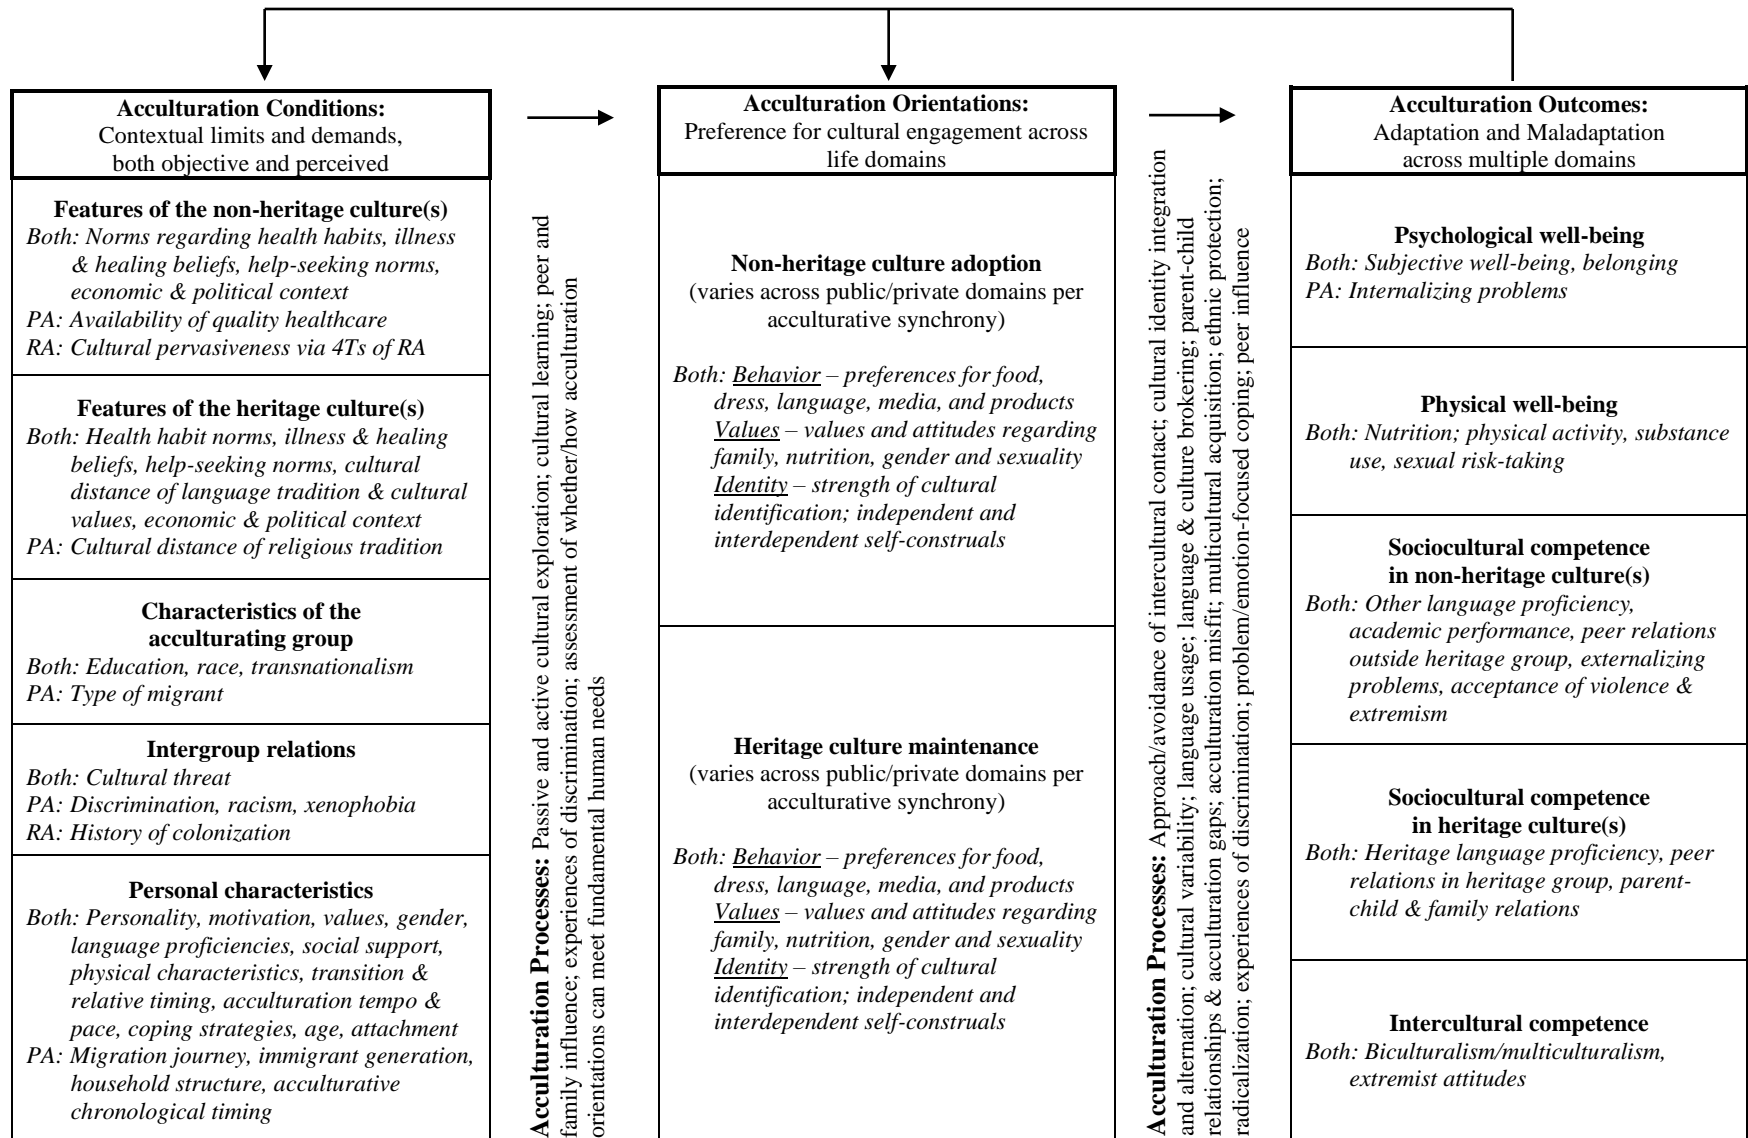 Acculturation Conditions:
Contextual limits and demands,
both objective and perceived
Features of the non-heritage culture(s)
Both: Norms regarding health habits, illness
& healing beliefs, help-seeking norms,
economic & political context
PA: Availability of quality healthcare
RA: Cultural pervasiveness via 4Ts of RA
Features of the heritage culture(s)
Both: Health habit norms, illness & healing
beliefs, help-seeking norms, cultural
distance of language tradition & cultural
values, economic & political context
PA: Cultural distance of religious tradition
Characteristics of the
acculturating group
Both: Education, race, transnationalism
PA: Type of migrant
Intergroup relations
Both: Cultural threat
PA: Discrimination, racism, xenophobia
RA: History of colonization
Personal characteristics
Both: Personality, motivation, values, gender,
language proficiencies, social support,
physical characteristics, transition &
relative timing, acculturation tempo &
pace, coping strategies, age, attachment
PA: Migration journey, immigrant generation,
household structure, acculturative
chronological timing
Acculturation Processes: Passive and active cultural exploration; cultural learning; peer and
family influence; experiences of discrimination; assessment of whether/how acculturation
orientations can meet fundamental human needs
Acculturation Orientations:
Preference for cultural engagement across
life domains
Non-heritage culture adoption
(varies across public/private domains per
acculturative synchrony)
Both: Behavior – preferences for food,
dress, language, media, and products
Values – values and attitudes regarding
family, nutrition, gender and sexuality
Identity – strength of cultural
identification; independent and
interdependent self-construals
Heritage culture maintenance
(varies across public/private domains per
acculturative synchrony)
Both: Behavior – preferences for food,
dress, language, media, and products
Values – values and attitudes regarding
family, nutrition, gender and sexuality
Identity – strength of cultural
identification; independent and
interdependent self-construals
Acculturation Processes: Approach/avoidance of intercultural contact; cultural identity integration
and alternation; cultural variability; language usage; language & culture brokering; parent-child
relationships & acculturation gaps; acculturation misfit; multicultural acquisition; ethnic protection;
radicalization; experiences of discrimination; problem/emotion-focused coping; peer influence
Acculturation Outcomes:
Adaptation and Maladaptation
across multiple domains
Psychological well-being
Both: Subjective well-being, belonging
PA: Internalizing problems
Physical well-being
Both: Nutrition; physical activity, substance
use, sexual risk-taking
Sociocultural competence
in non-heritage culture(s)
Both: Other language proficiency,
academic performance, peer relations
outside heritage group, externalizing
problems, acceptance of violence &
extremism
Sociocultural competence
in heritage culture(s)
Both: Heritage language proficiency, peer
relations in heritage group, parent-
child & family relations
Intercultural competence
Both: Biculturalism/multiculturalism,
extremist attitudes